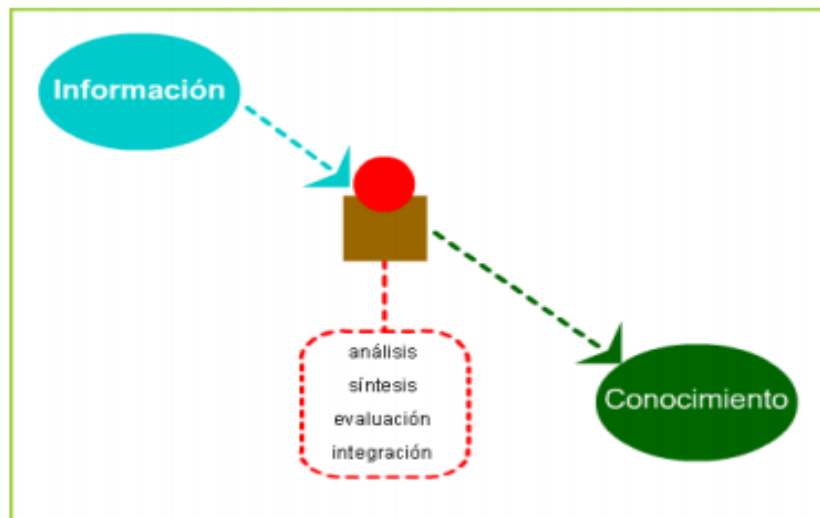 Información
análisis
síntesis
evaluación
integración
Conocimiento